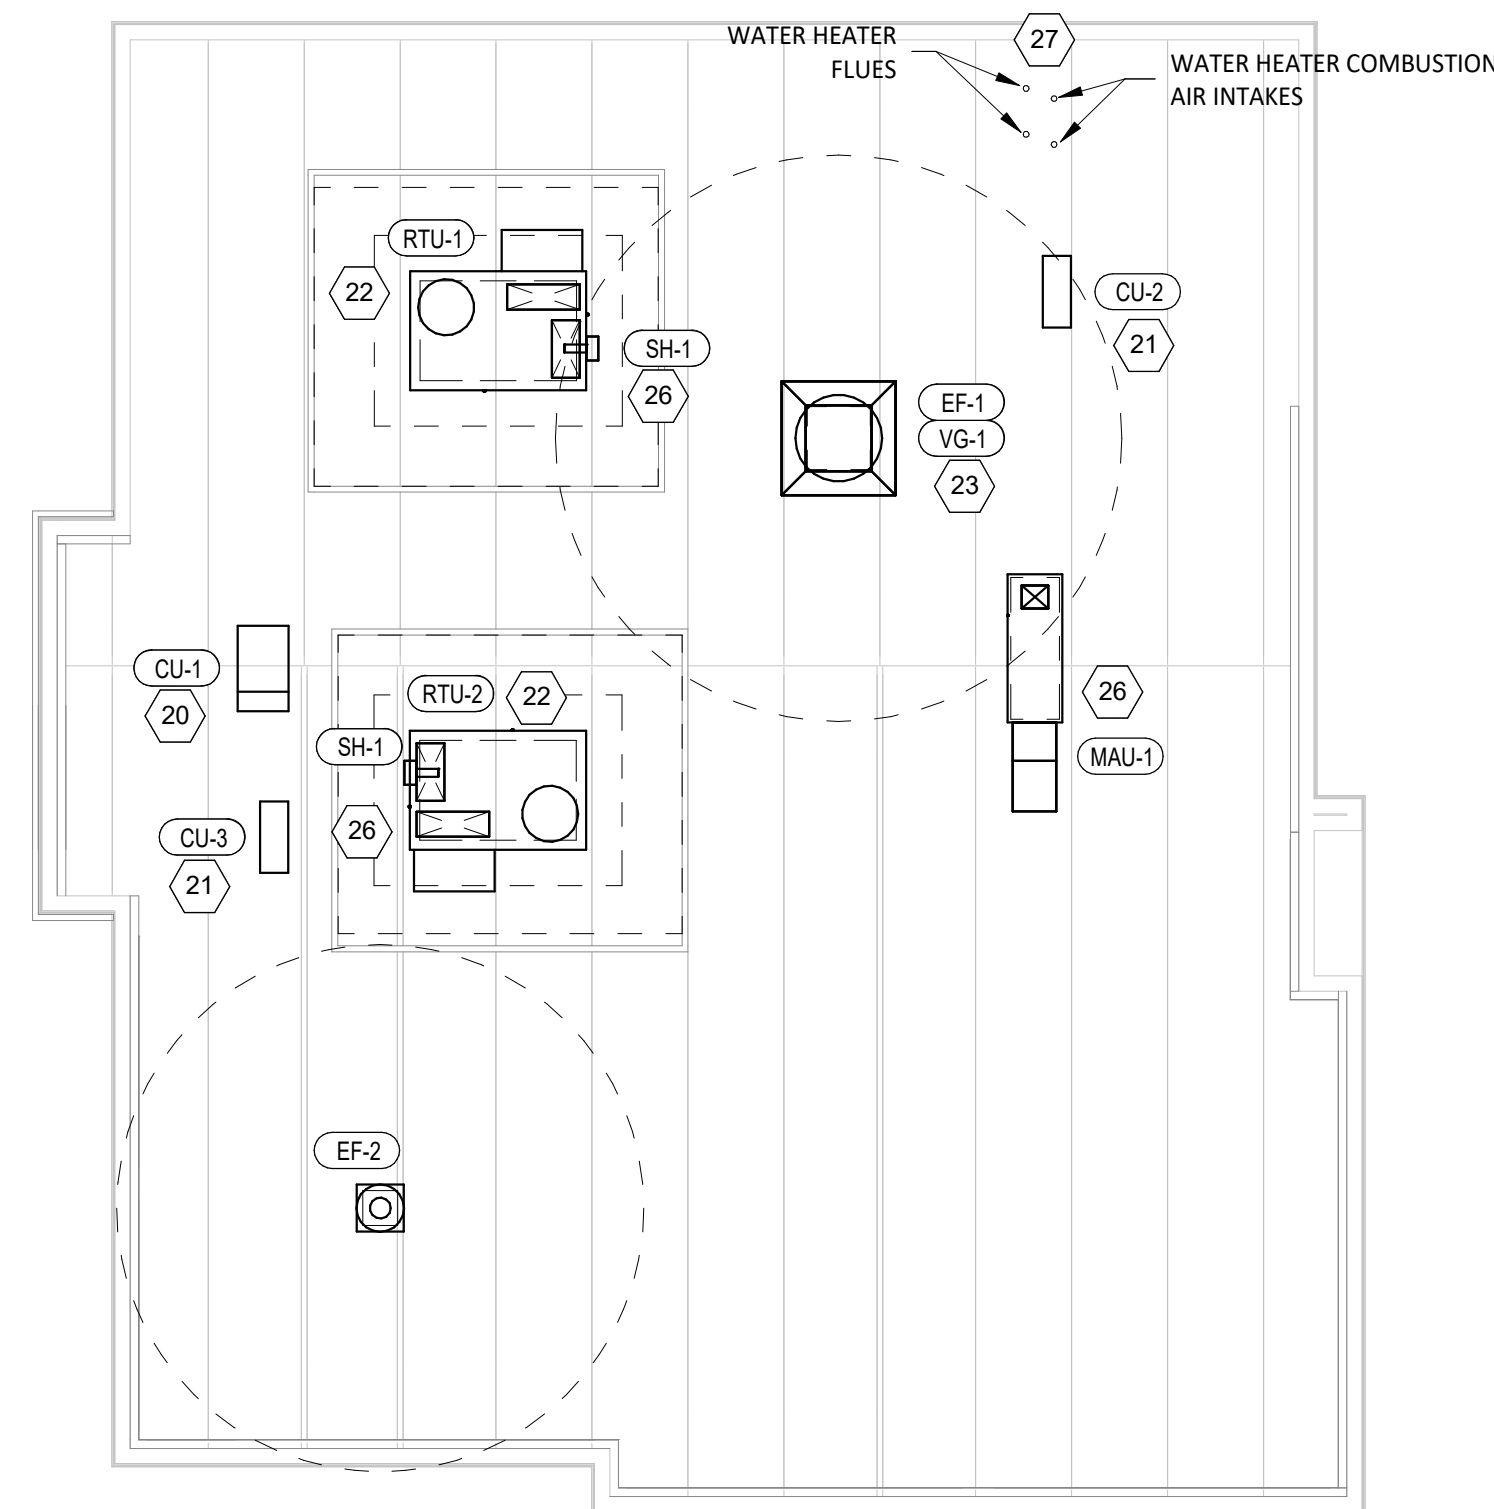 WATER HEATER
FLUES
27
WATER HEATER COMBUSTION
AIR INTAKES
RTU-1
22
CU-2
21
SH-1
26
EF-1
VG-1
23
CU-1
20
RTU-2
22
26
SH-1
MAU-1
CU-3
26
21
EF-2